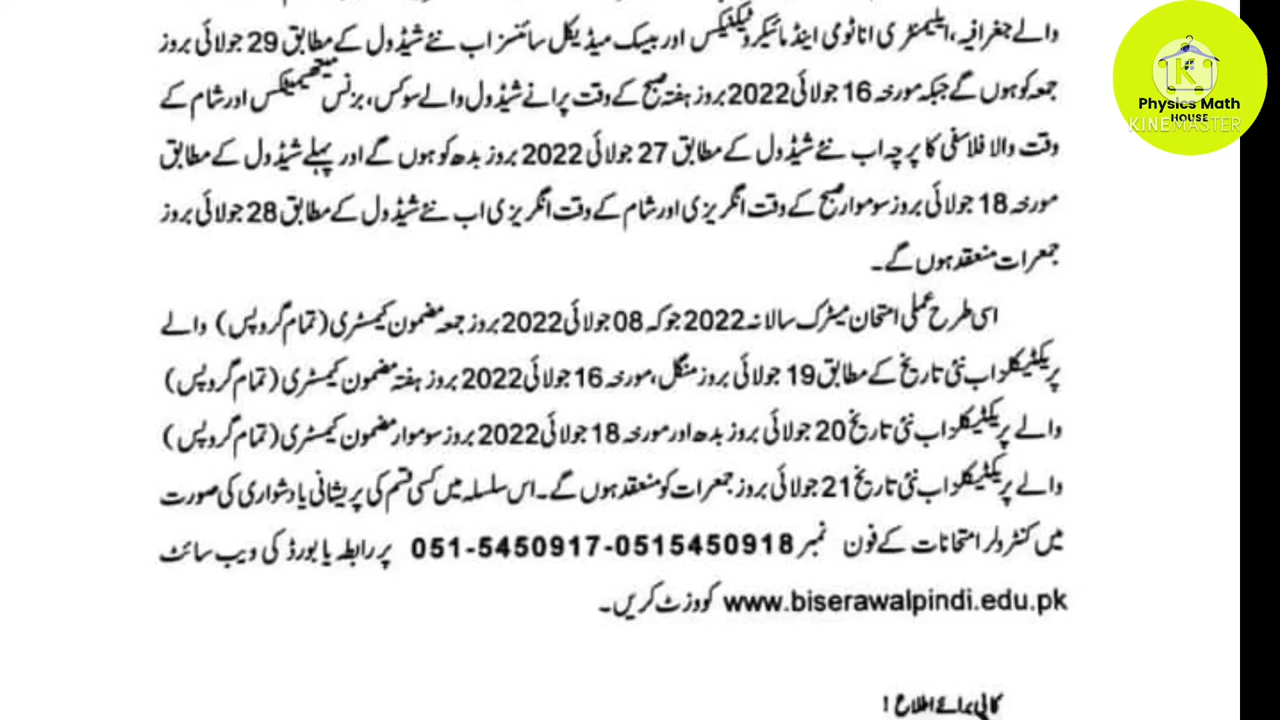 والے جغرافیہ، ایلیمنٹری اناٹومی اینڈ مائیکرو ٹیکنیکس اور بیسک میڈیکل سائنسز اب نئے شیڈول کے مطابق 29 جولائی بروز
جمعہ کو ہوں گے جبکہ مورخہ 16 جولائی 2022 بروز ہفتہ صبح کے وقت پرانے شیڈول والے سوکس، بزنس میتھیمیٹکس اور شام کے
وقت والا فلاسفی کا پرچہ اب نئے شیڈول کے مطابق 27 جولائی 2022 بروز بدھ کو ہوں گے اور پہلے شیڈول کے مطابق
مورخہ 18 جولائی بروز سوموار صبح کے وقت انگریزی اور شام کے وقت انگریزی اب نئے شیڈول کے مطابق 28 جولائی بروز
جمعرات منعقد ہوں گے۔
اسی طرح عملی امتحان میٹرک سالانہ 2022 جو کہ 08 جولائی 2022 بروز جمعہ مضمون کیمسٹری (تمام گروپس) والے
پریکٹیکلز اب نئی تاریخ کے مطابق 19 جولائی بروز منگل، مورخہ 16 جولائی 2022 بروز ہفتہ مضمون کیمسٹری (تمام گروپس)
والے پریکٹیکلز اب نئی تاریخ 20 جولائی بروز بدھ اور مورخہ 18 جولائی 2022 بروز سوموار مضمون کیمسٹری (تمام گروپس)
والے پریکٹیکلز اب نئی تاریخ 21 جولائی بروز جمعرات کو منعقد ہوں گے۔ اس سلسلہ میں کسی قسم کی پریشانی یا دشواری کی صورت
میں کنٹرولر امتحانات کے فون نمبر 051-5450917-0515450918 پر رابطہ یا بورڈ کی ویب سائٹ
www.biserawalpindi.edu.pk کو وزٹ کریں۔
کاپی برائے اطلاع !
Physics Math
HOUSE
KINEMASTER